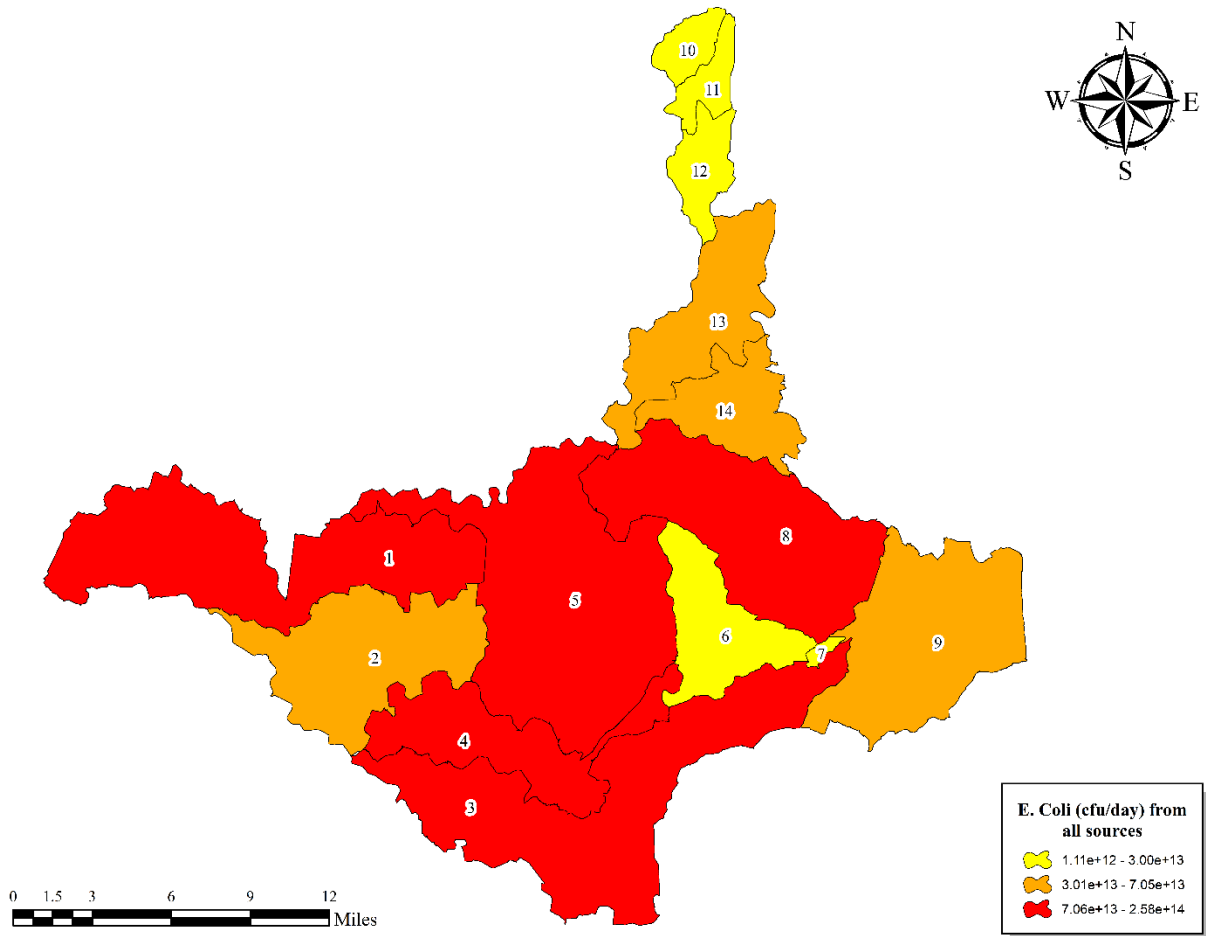 N
W E
S
10
11
12
13
14
8
1
5
6
2
7
9
4
3
E. Coli (cfu/day) from
all sources
1.11e+12 - 3.00e+13
3.01e+13 - 7.05e+13
7.06e+13 - 2.58e+14
0 1.5 3 6 9 12
Miles